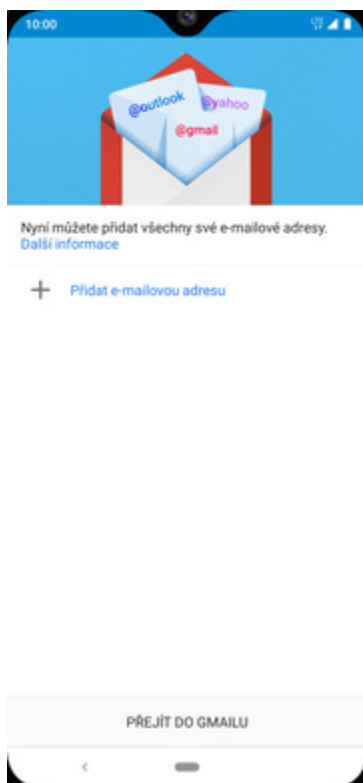 10:00
LTE
@outlook
@yahoo
@gmail
Nyní můžete přidat všechny své e-mailové adresy.
Další informace
Přidat e-mailovou adresu
PŘEJÍT DO GMAILU